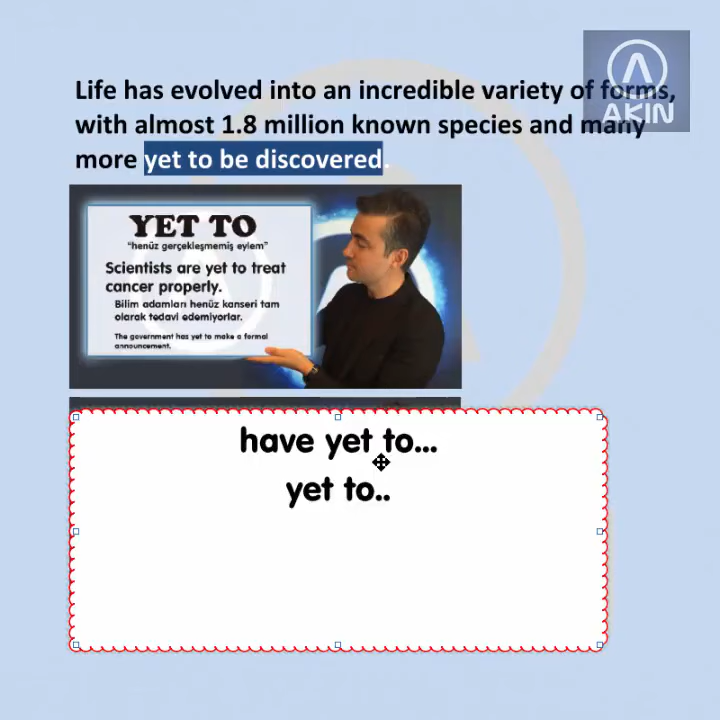 Life has evolved into an incredible variety of forms,
with almost 1.8 million known species and many
more yet to be discovered.
AKIN
YET TO
"henüz gerçekleşmemiş eylem"
Scientists are yet to treat
cancer properly.
Bilim adamları henüz kanseri tam
olarak tedavi edemiyorlar.
The government has yet to make a formal
announcement.
have yet to...
yet to..